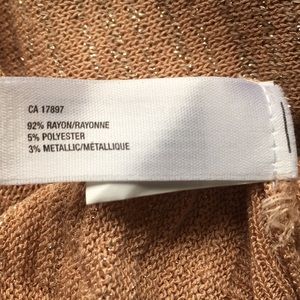 CA 17897
92% RAYON/RAYONNE
5% POLYESTER
3% METALLIC/MÉTALLIQUE